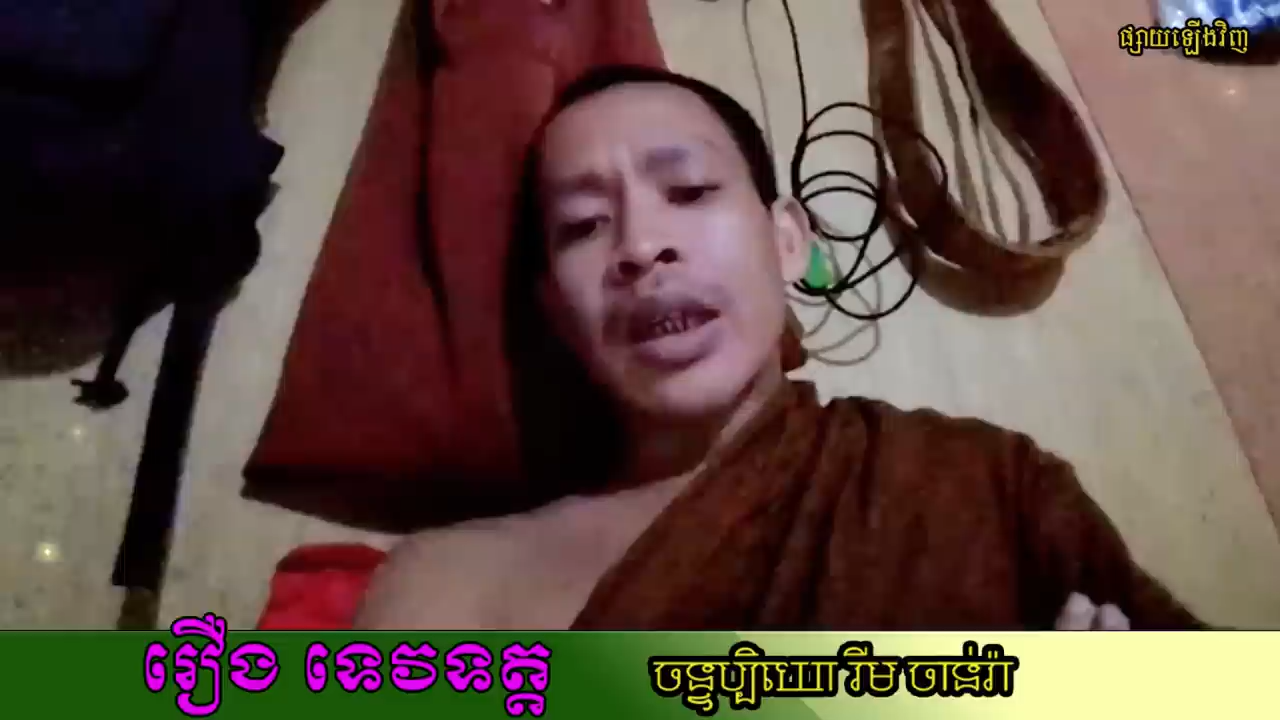 ផ្សាយឡើងវិញ
រឿង ទេវទត្ត
ចន្ទប្បិយោ រីម ចាន់រ៉ា